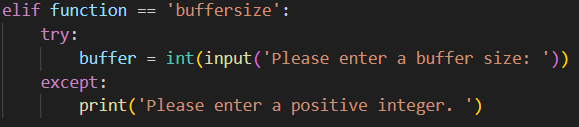 elif function == 'buffersize':
    try:
        buffer = int(input('Please enter a buffer size: '))
    except:
        print('Please enter a positive integer. ')